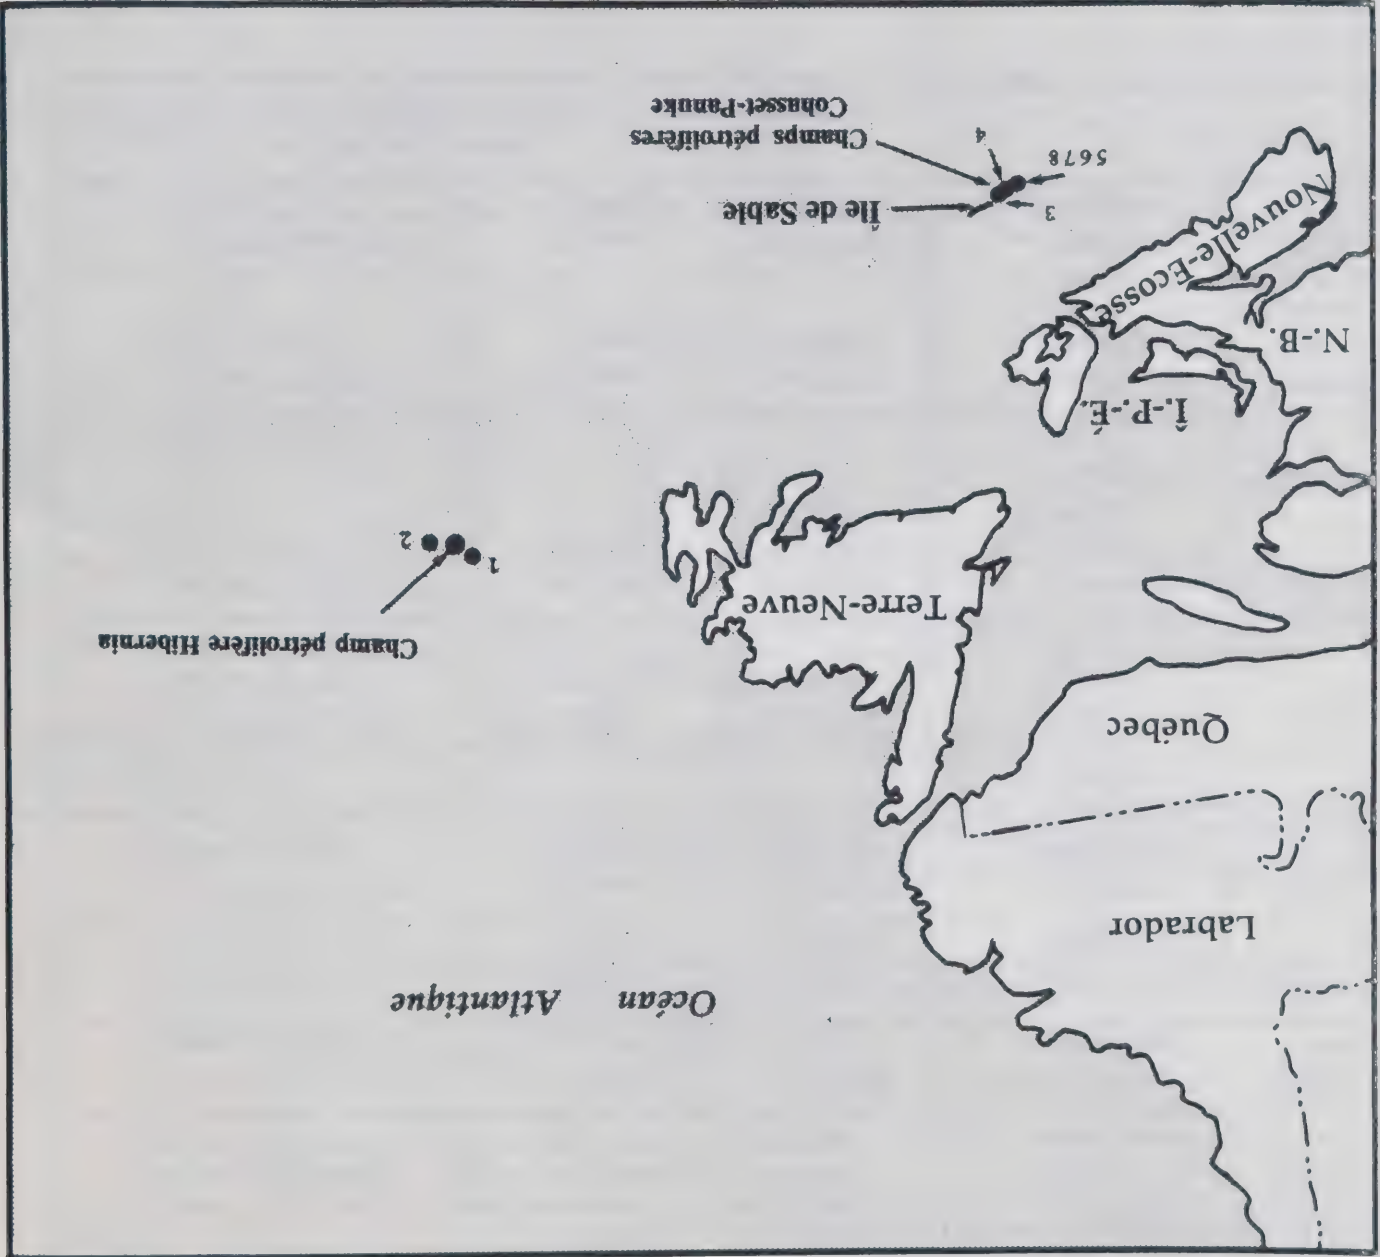 Océan Atlantique
Labrador
Québec
Champ pétrolifère Hibernia
Terre-Neuve
1
2
Î.-P.-É.
N.-B.
Nouvelle-Ecosse
3
Île de Sable
5 6 7 8
4
Champs pétrolifères
Cohasset-Panuke